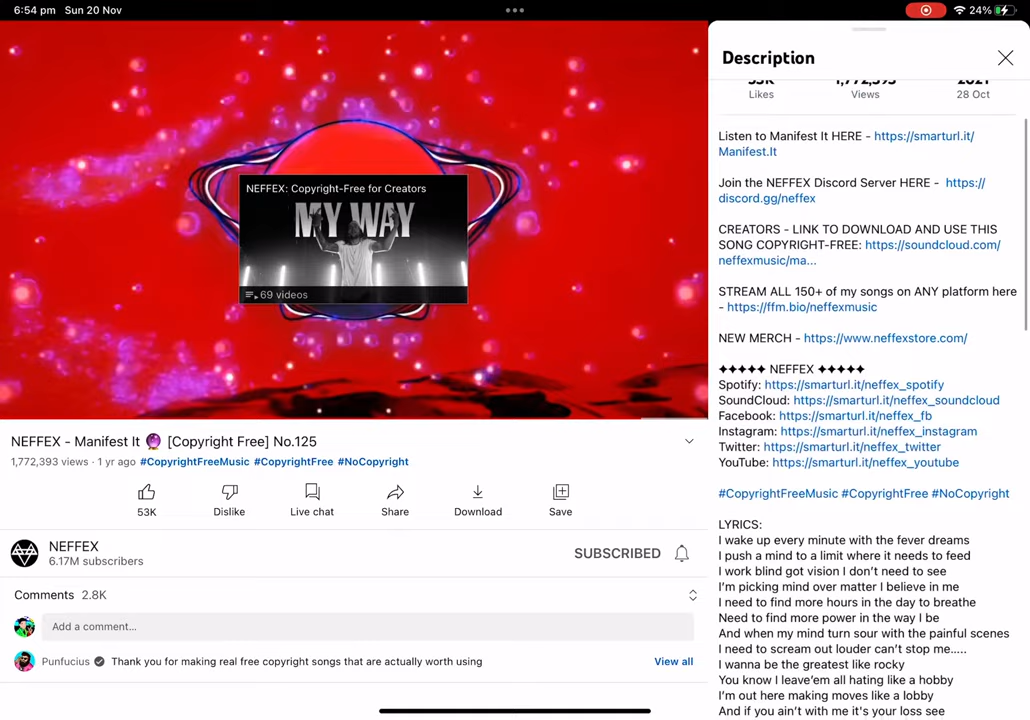 6:54 pm Sun 20 Nov
24%
NEFFEX: Copyright-Free for Creators
MY WAY
69 videos
NEFFEX - Manifest It 🔮 [Copyright Free] No.125
1,772,393 views · 1 yr ago #CopyrightFreeMusic #CopyrightFree #NoCopyright
53K
Dislike
Live chat
Share
Download
Save
NEFFEX
6.17M subscribers
SUBSCRIBED
Comments 2.8K
Add a comment...
Punfucius Thank you for making real free copyright songs that are actually worth using
View all
Description
53K 1,772,393 2021
Likes Views 28 Oct
Listen to Manifest It HERE - https://smarturl.it/
Manifest.It
Join the NEFFEX Discord Server HERE - https://
discord.gg/neffex
CREATORS - LINK TO DOWNLOAD AND USE THIS
SONG COPYRIGHT-FREE: https://soundcloud.com/
neffexmusic/ma...
STREAM ALL 150+ of my songs on ANY platform here
- https://ffm.bio/neffexmusic
NEW MERCH - https://www.neffexstore.com/
✦✦✦✦✦ NEFFEX ✦✦✦✦✦
Spotify: https://smarturl.it/neffex_spotify
SoundCloud: https://smarturl.it/neffex_soundcloud
Facebook: https://smarturl.it/neffex_fb
Instagram: https://smarturl.it/neffex_instagram
Twitter: https://smarturl.it/neffex_twitter
YouTube: https://smarturl.it/neffex_youtube
#CopyrightFreeMusic #CopyrightFree #NoCopyright
LYRICS:
I wake up every minute with the fever dreams
I push a mind to a limit where it needs to feed
I work blind got vision I don't need to see
I'm picking mind over matter I believe in me
I need to find more hours in the day to breathe
Need to find more power in the way I be
And when my mind turn sour with the painful scenes
I need to scream out louder can't stop me.....
I wanna be the greatest like rocky
You know I leave'em all hating like a hobby
I'm out here making moves like a lobby
And if you ain't with me it's your loss see